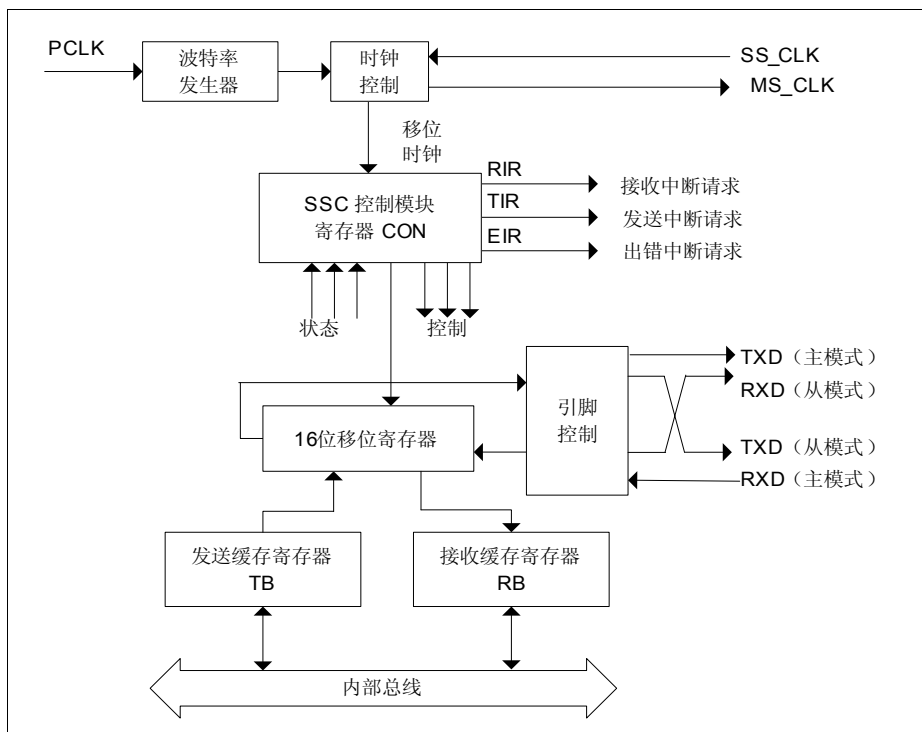 PCLK
波特率
发生器
时钟
控制
SS_CLK
MS_CLK
移位
时钟
SSC 控制模块
寄存器 CON
RIR
接收中断请求
TIR
发送中断请求
EIR
出错中断请求
状态
控制
引脚
控制
TXD（主模式）
RXD（从模式）
TXD（从模式）
RXD（主模式）
16位移位寄存器
发送缓存寄存器
TB
接收缓存寄存器
RB
内部总线